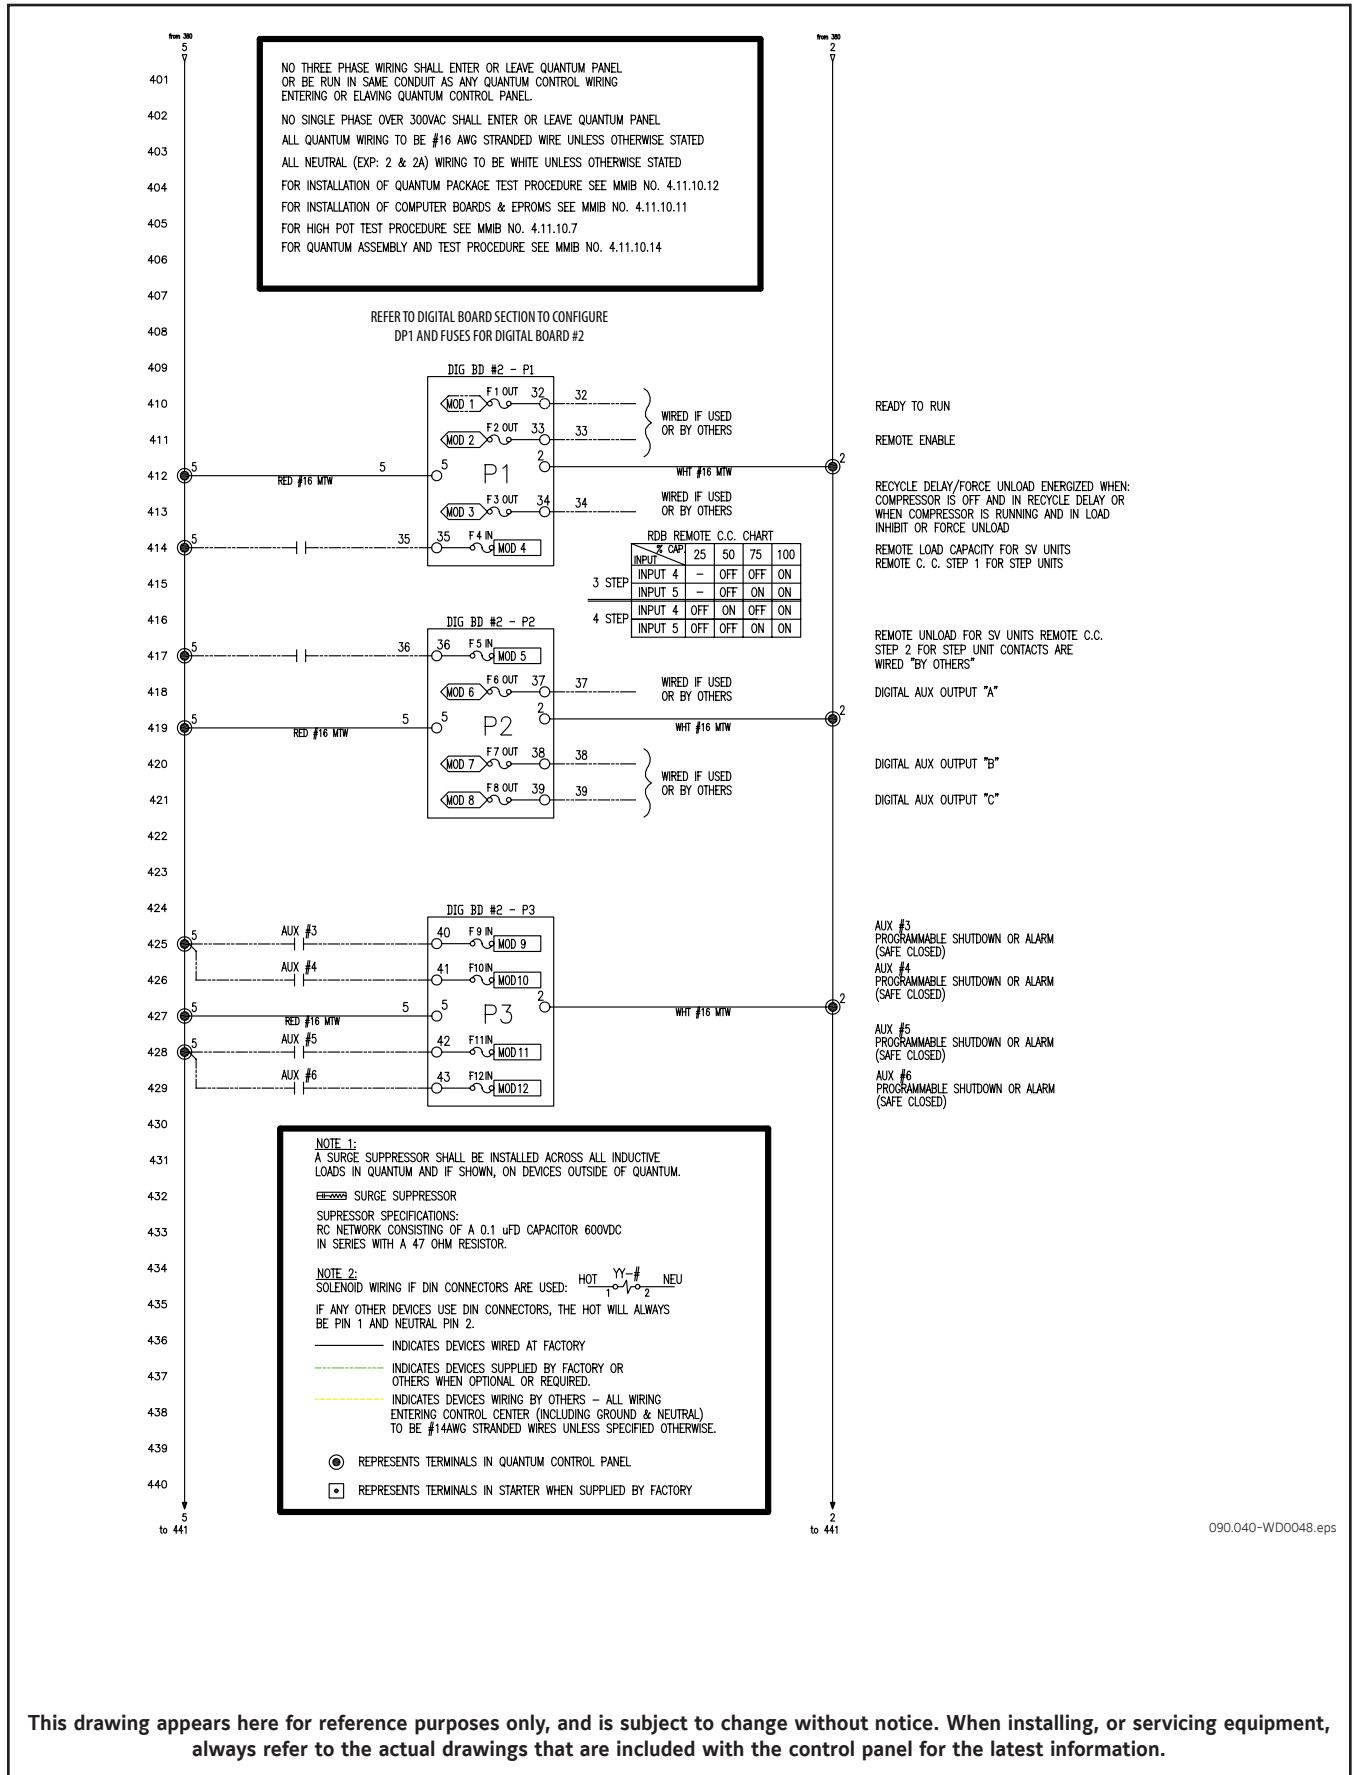 from 380
5
from 380
2
NO THREE PHASE WIRING SHALL ENTER OR LEAVE QUANTUM PANEL
OR BE RUN IN SAME CONDUIT AS ANY QUANTUM CONTROL WIRING
ENTERING OR ELAVING QUANTUM CONTROL PANEL.
NO SINGLE PHASE OVER 300VAC SHALL ENTER OR LEAVE QUANTUM PANEL
ALL QUANTUM WIRING TO BE #16 AWG STRANDED WIRE UNLESS OTHERWISE STATED
ALL NEUTRAL (EXP: 2 & 2A) WIRING TO BE WHITE UNLESS OTHERWISE STATED
FOR INSTALLATION OF QUANTUM PACKAGE TEST PROCEDURE SEE MMIB NO. 4.11.10.12
FOR INSTALLATION OF COMPUTER BOARDS & EPROMS SEE MMIB NO. 4.11.10.11
FOR HIGH POT TEST PROCEDURE SEE MMIB NO. 4.11.10.7
FOR QUANTUM ASSEMBLY AND TEST PROCEDURE SEE MMIB NO. 4.11.10.14
401
402
403
404
405
406
407
408
REFER TO DIGITAL BOARD SECTION TO CONFIGURE
DP1 AND FUSES FOR DIGITAL BOARD #2
409
DIG BD #2 - P1
410
MOD 1 F 1 OUT 32 32
WIRED IF USED
OR BY OTHERS
READY TO RUN
411
MOD 2 F 2 OUT 33 33
REMOTE ENABLE
412
5 RED #16 MTW 5 5 P1 2 WHT #16 MTW 2
413
MOD 3 F 3 OUT 34 34
WIRED IF USED
OR BY OTHERS
RECYCLE DELAY/FORCE UNLOAD ENERGIZED WHEN:
COMPRESSOR IS OFF AND IN RECYCLE DELAY OR
WHEN COMPRESSOR IS RUNNING AND IN LOAD
INHIBIT OR FORCE UNLOAD
414
5 35 35 F 4 IN MOD 4
REMOTE LOAD CAPACITY FOR SV UNITS
REMOTE C. C. STEP 1 FOR STEP UNITS
RDB REMOTE C.C. CHART
% CAP. INPUT 25 50 75 100
415
3 STEP
INPUT 4 - OFF OFF ON
INPUT 5 - OFF ON ON
416
4 STEP
INPUT 4 OFF ON OFF ON
INPUT 5 OFF OFF ON ON
DIG BD #2 - P2
417
5 36 36 F 5 IN MOD 5
REMOTE UNLOAD FOR SV UNITS REMOTE C.C.
STEP 2 FOR STEP UNIT CONTACTS ARE
WIRED "BY OTHERS"
418
MOD 6 F 6 OUT 37 37
WIRED IF USED
OR BY OTHERS
DIGITAL AUX OUTPUT "A"
419
5 RED #16 MTW 5 5 P2 2 WHT #16 MTW 2
420
MOD 7 F 7 OUT 38 38
WIRED IF USED
OR BY OTHERS
DIGITAL AUX OUTPUT "B"
421
MOD 8 F 8 OUT 39 39
DIGITAL AUX OUTPUT "C"
422
423
424
DIG BD #2 - P3
425
5 AUX #3 40 F 9 IN MOD 9
AUX #3
PROGRAMMABLE SHUTDOWN OR ALARM
(SAFE CLOSED)
426
AUX #4 41 F10IN MOD10
AUX #4
PROGRAMMABLE SHUTDOWN OR ALARM
(SAFE CLOSED)
427
5 RED #16 MTW 5 5 P3 2 WHT #16 MTW 2
428
5 AUX #5 42 F11IN MOD11
AUX #5
PROGRAMMABLE SHUTDOWN OR ALARM
(SAFE CLOSED)
429
AUX #6 43 F12IN MOD12
AUX #6
PROGRAMMABLE SHUTDOWN OR ALARM
(SAFE CLOSED)
430
431
432
433
434
435
436
437
438
439
440
NOTE 1:
A SURGE SUPPRESSOR SHALL BE INSTALLED ACROSS ALL INDUCTIVE
LOADS IN QUANTUM AND IF SHOWN, ON DEVICES OUTSIDE OF QUANTUM.
SURGE SUPPRESSOR
SUPRESSOR SPECIFICATIONS:
RC NETWORK CONSISTING OF A 0.1 uFD CAPACITOR 600VDC
IN SERIES WITH A 47 OHM RESISTOR.
NOTE 2:
SOLENOID WIRING IF DIN CONNECTORS ARE USED: HOT 1 YY-# 2 NEU
IF ANY OTHER DEVICES USE DIN CONNECTORS, THE HOT WILL ALWAYS
BE PIN 1 AND NEUTRAL PIN 2.
INDICATES DEVICES WIRED AT FACTORY
INDICATES DEVICES SUPPLIED BY FACTORY OR
OTHERS WHEN OPTIONAL OR REQUIRED.
INDICATES DEVICES WIRING BY OTHERS - ALL WIRING
ENTERING CONTROL CENTER (INCLUDING GROUND & NEUTRAL)
TO BE #14AWG STRANDED WIRES UNLESS SPECIFIED OTHERWISE.
REPRESENTS TERMINALS IN QUANTUM CONTROL PANEL
REPRESENTS TERMINALS IN STARTER WHEN SUPPLIED BY FACTORY
5
to 441
2
to 441
090.040-WD0048.eps
This drawing appears here for reference purposes only, and is subject to change without notice. When installing, or servicing equipment,
always refer to the actual drawings that are included with the control panel for the latest information.